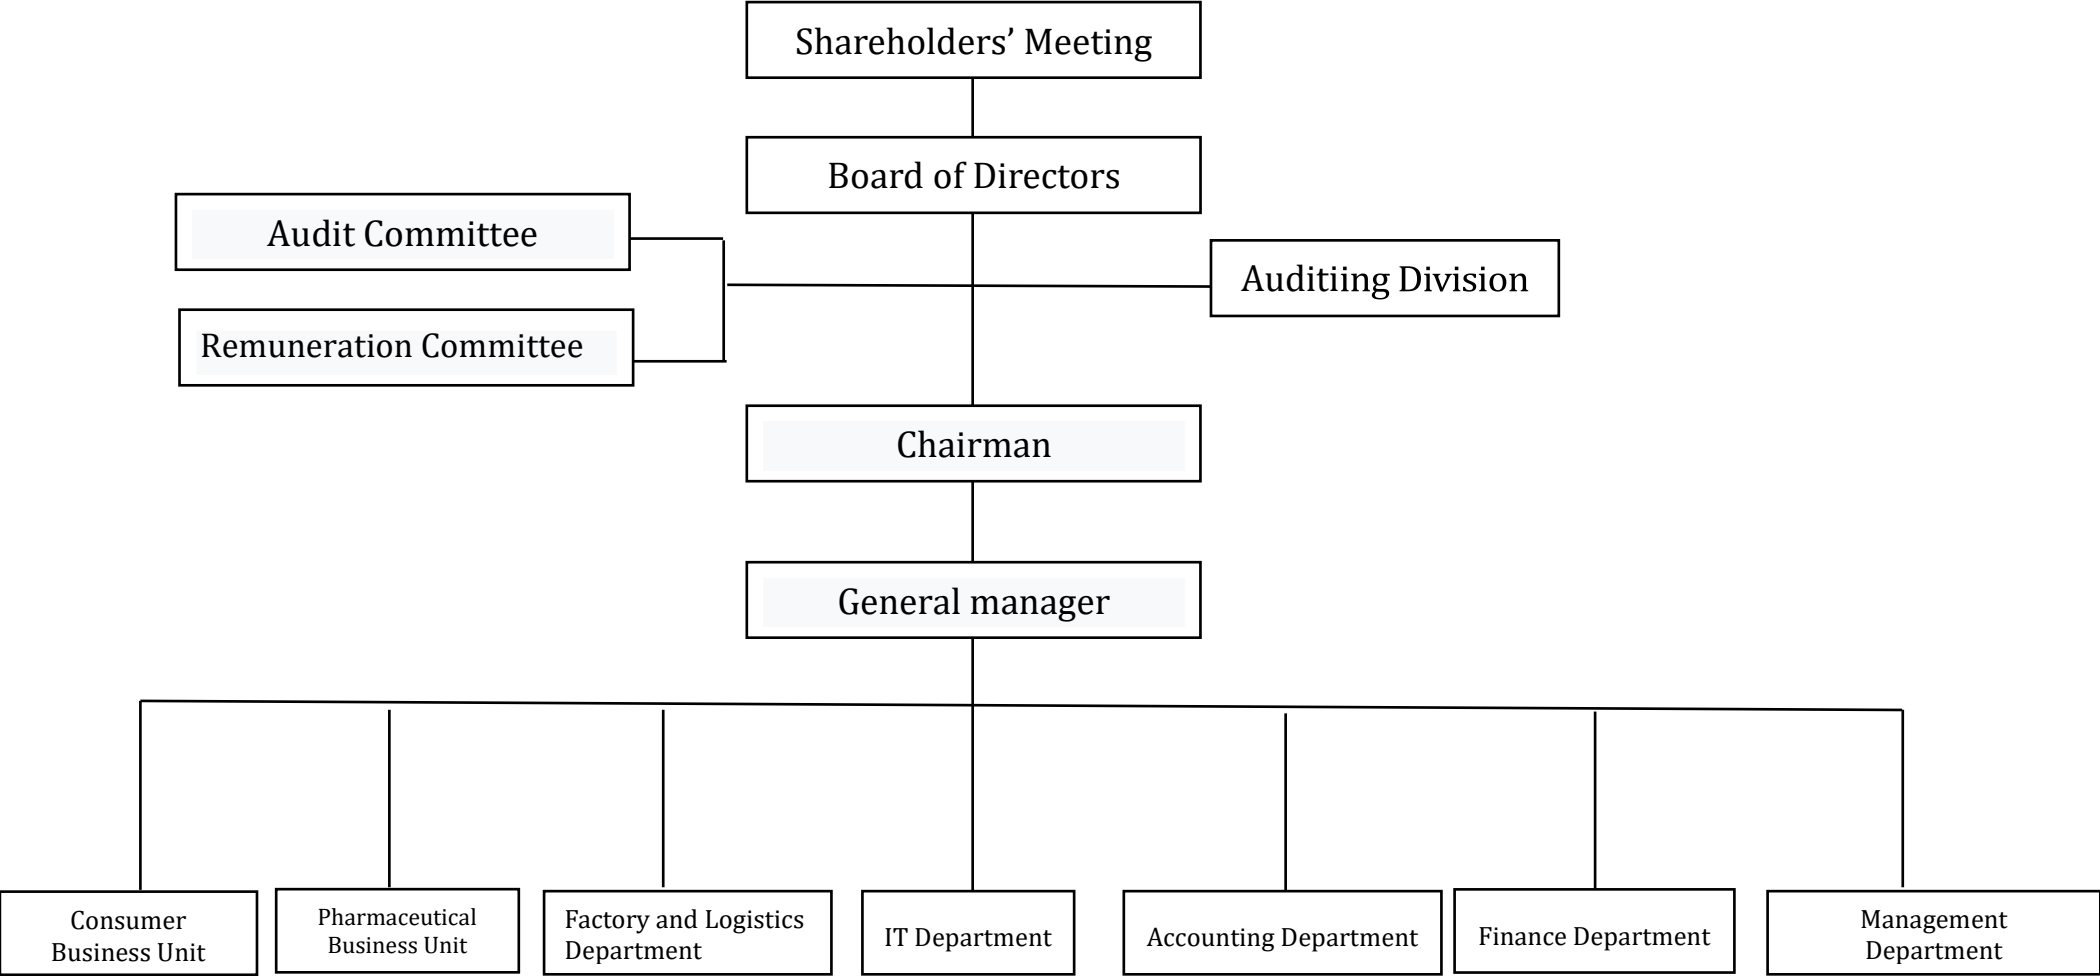 Shareholders’ Meeting
Board of Directors
Audit Committee
Auditiing Division
Remuneration Committee
Chairman
General manager
Consumer
Business Unit
Pharmaceutical
Business Unit
Factory and Logistics
Department
IT Department
Accounting Department
Finance Department
Management
Department